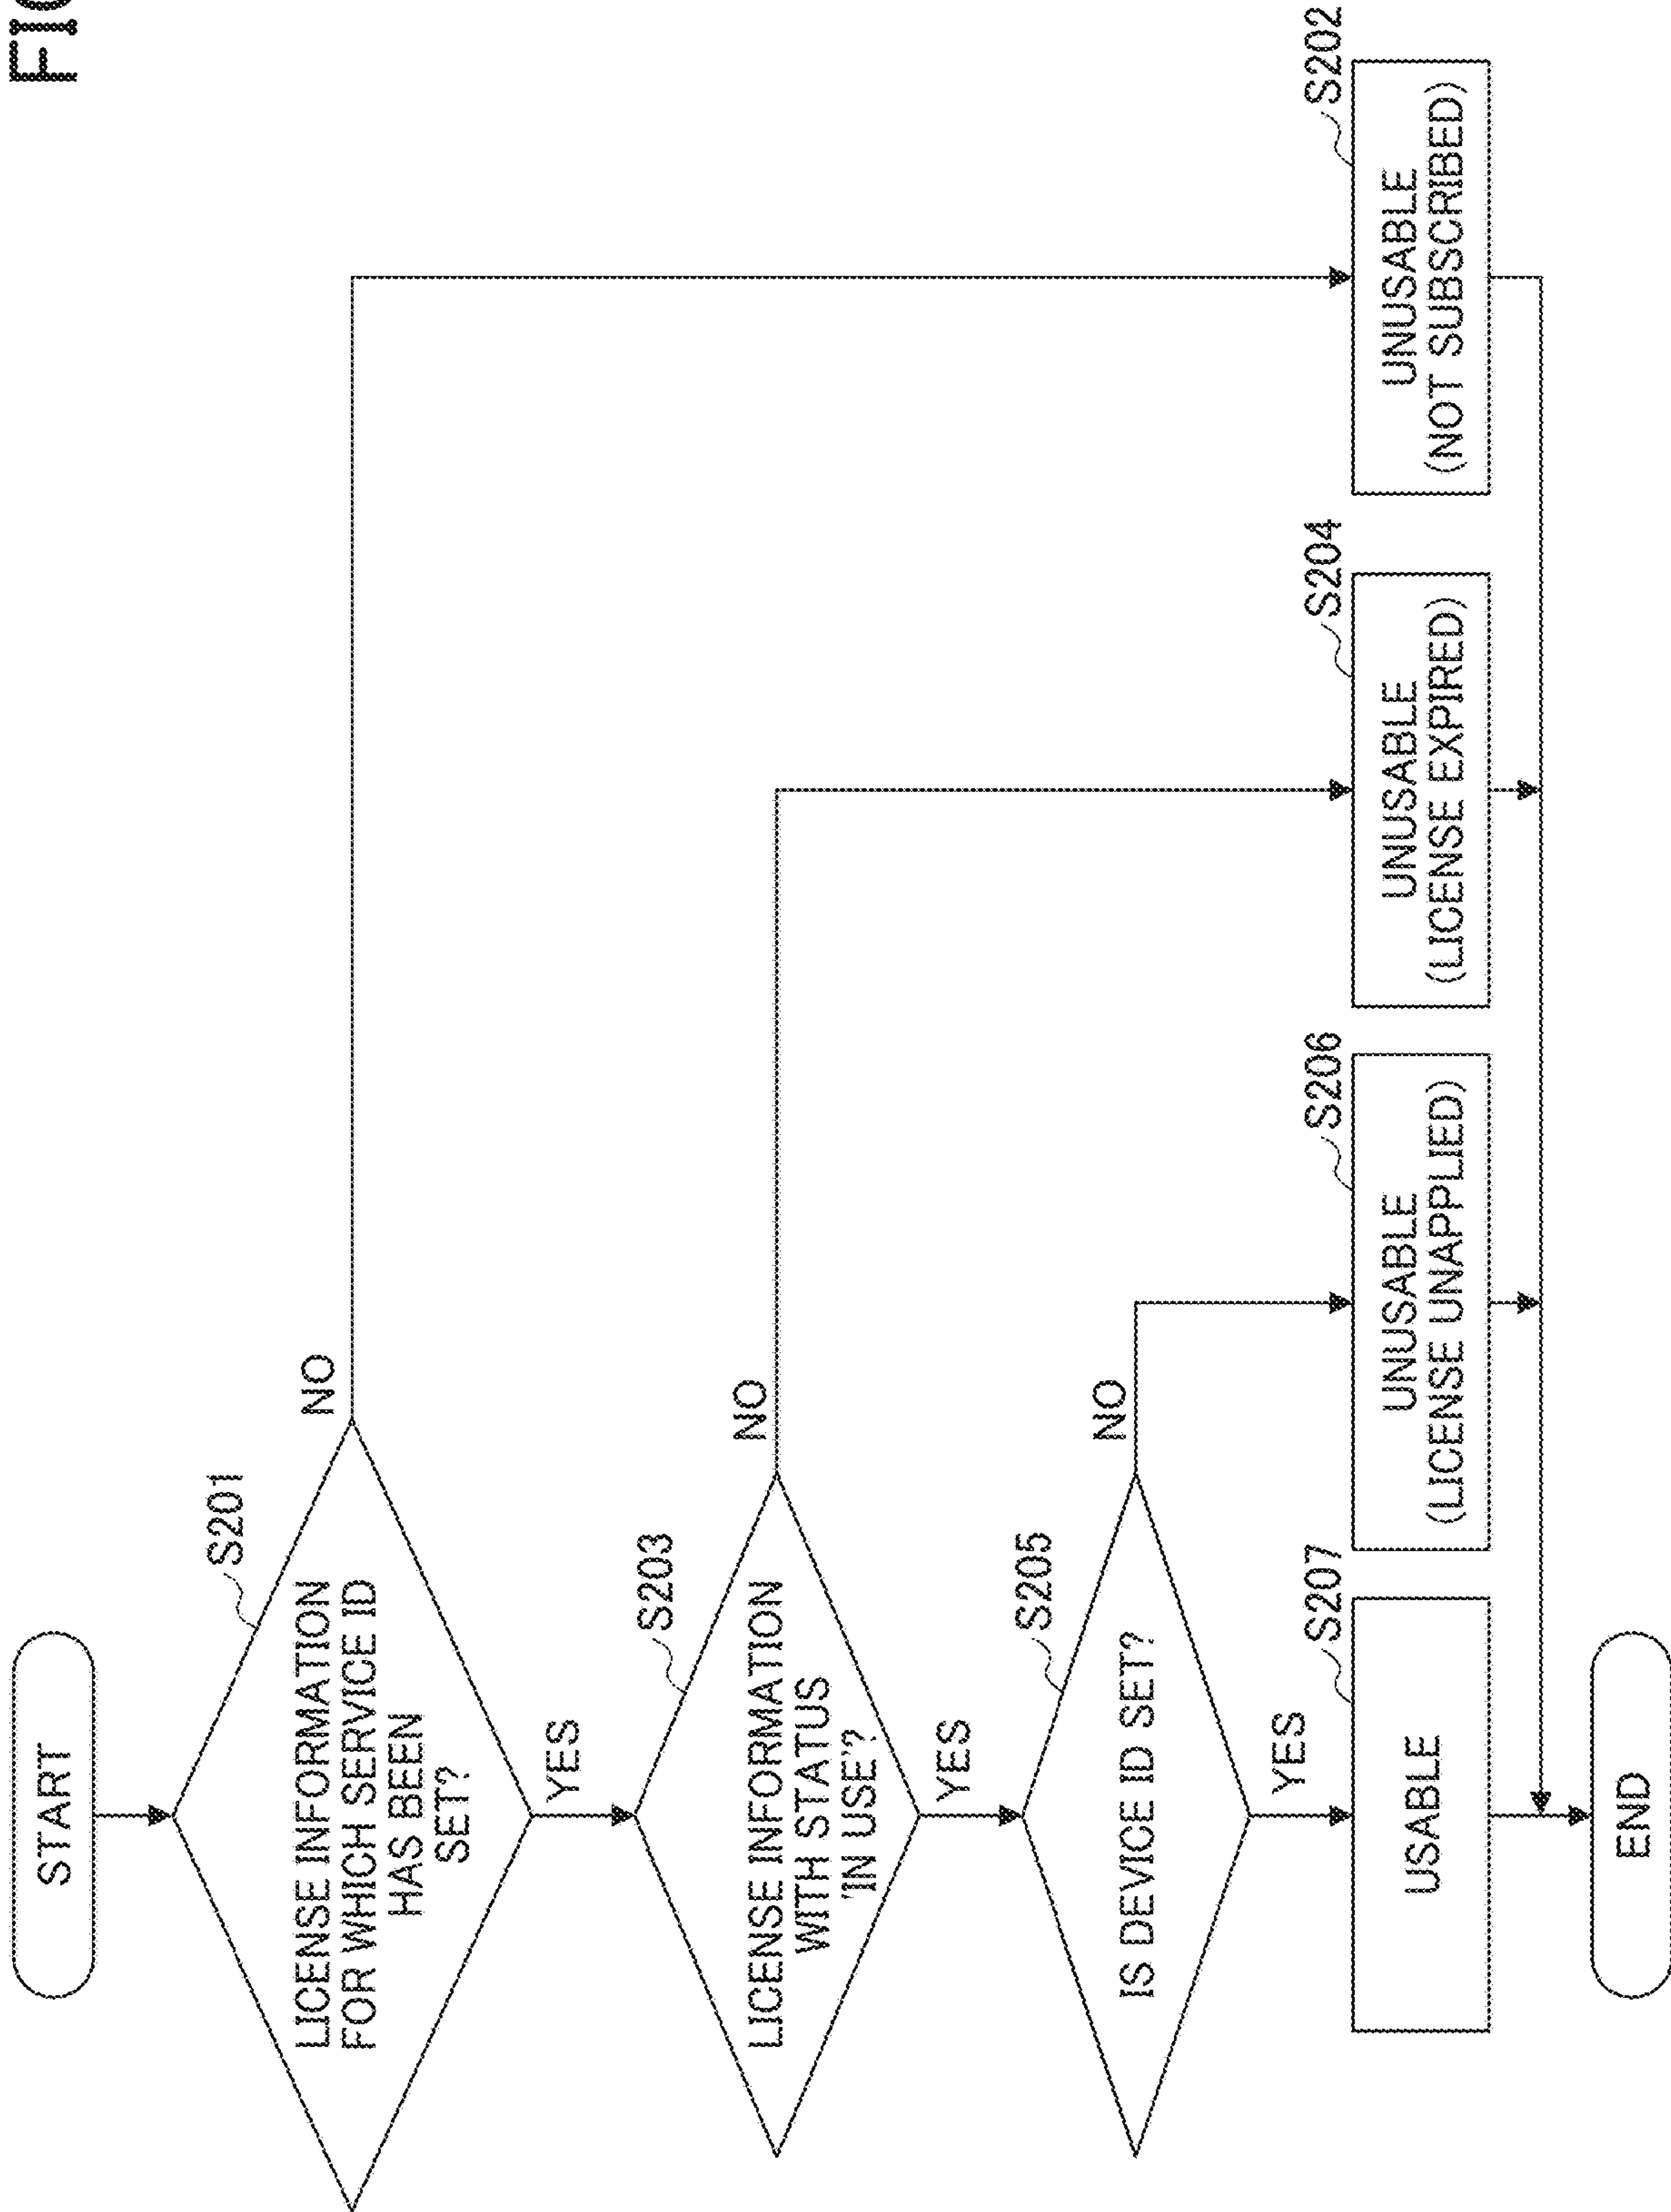 FIG
START
S201
LICENSE INFORMATION
FOR WHICH SERVICE ID
HAS BEEN
SET?
NO
YES
S203
LICENSE INFORMATION
WITH STATUS
'IN USE'?
NO
YES
S205
IS DEVICE ID SET?
NO
YES
S207
USABLE
S206
UNUSABLE
(LICENSE UNAPPLIED)
S204
UNUSABLE
(LICENSE EXPIRED)
S202
UNUSABLE
(NOT SUBSCRIBED)
END